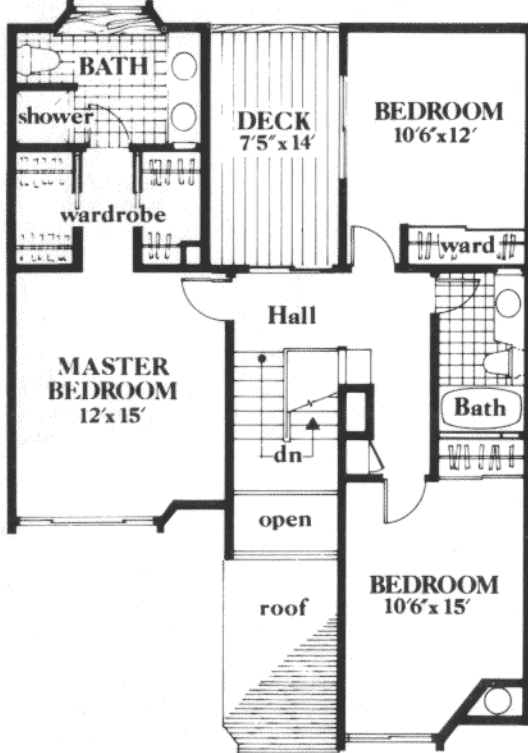 BATH
shower
wardrobe
DECK
7′5″ x 14′
BEDROOM
10′6″ x 12′
ward
Hall
MASTER
BEDROOM
12′ x 15′
Bath
dn
open
roof
BEDROOM
10′6″ x 15′